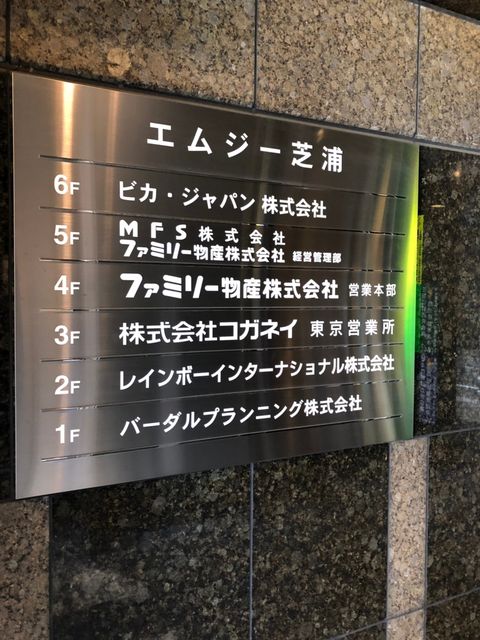 エムジー芝浦
6F ビカ・ジャパン 株式会社
5F MFS 株式会社
ファミリー物産株式会社 経営管理部
4F ファミリー物産株式会社 営業本部
3F 株式会社コガネイ 東京営業所
2F レインボーインターナショナル株式会社
1F バーダルプランニング株式会社